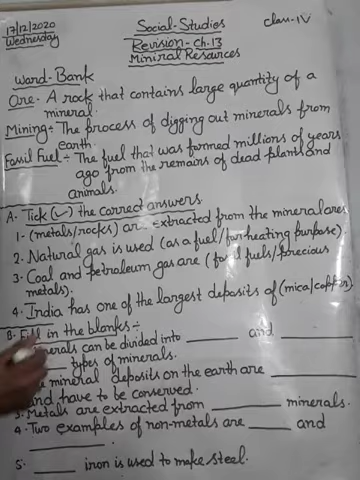 17/12/2020 Social-Studies Class-IV
Wednesday Revision-Ch.13
Miniral Resources
Word-Bank
Ore- A rock that contains large quantity of a
mineral.
Mining:- The process of digging out minerals from
earth.
Fossil Fuel:- The fuel that was formed millions of years
ago from the remains of dead plants and
animals.
A. Tick (✓) the correct answers.
1- (metals/rocks) are extracted from the mineral ores
2. Natural gas is used (as a fuel/for heating purpose).
3. Coal and petroleum gas are (fossil fuels/precious
metals).
4. India has one of the largest deposits of (mica/copper).
B. Fill in the blanks:-
minerals can be divided into ______ and ______
types of minerals.
mineral deposits on the earth are ______
and have to be conserved.
3. Metals are extracted from ______ minerals.
4. Two examples of non-metals are ______ and
______.
5. ______ iron is used to make steel.